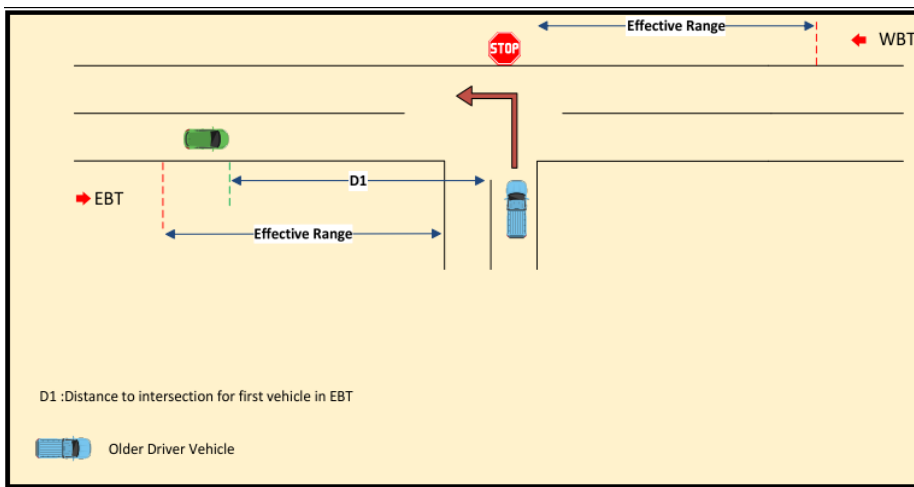 Effective Range
WBT
STOP
D1
EBT
Effective Range
D1 :Distance to intersection for first vehicle in EBT
Older Driver Vehicle